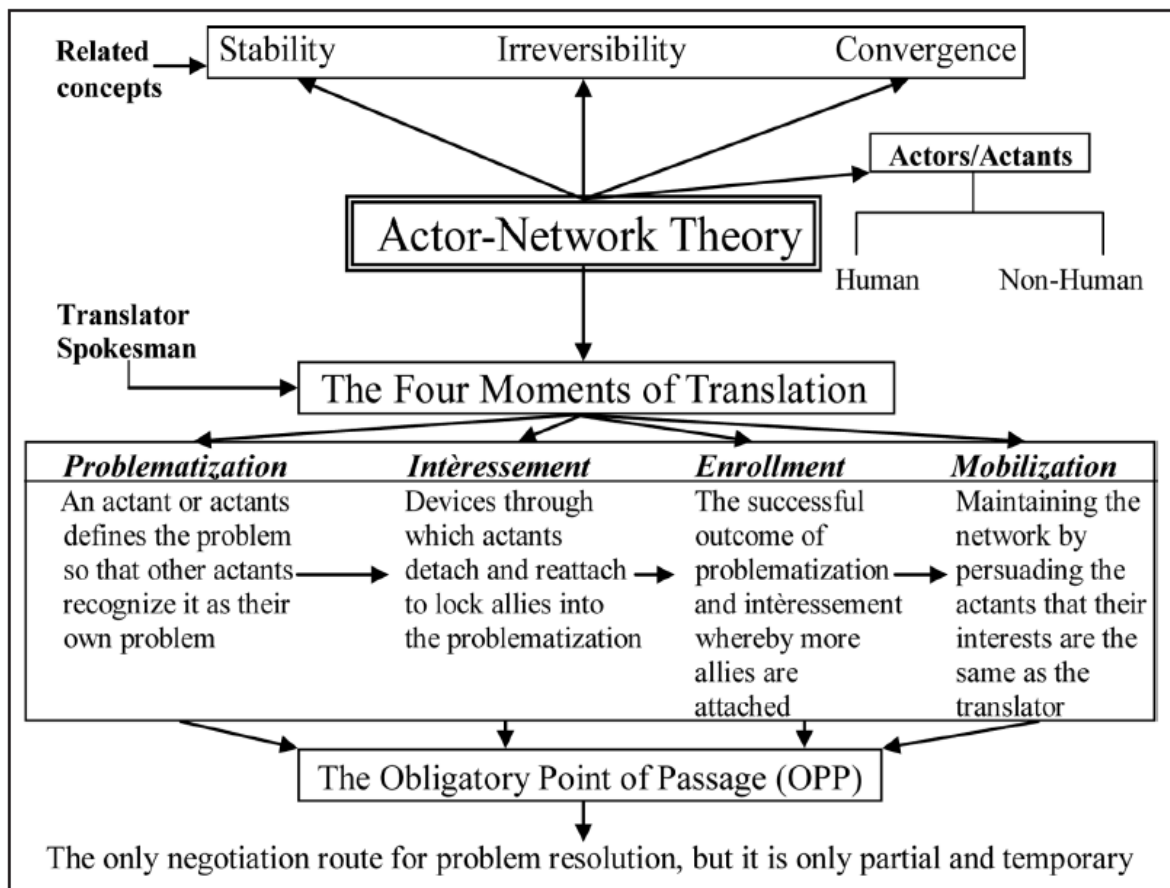 Related
concepts
Stability Irreversibility Convergence
Actors/Actants
Actor-Network Theory
Human Non-Human
Translator
Spokesman
The Four Moments of Translation
Problematization
An actant or actants
defines the problem
so that other actants
recognize it as their
own problem
Intèressement
Devices through
which actants
detach and reattach
to lock allies into
the problematization
Enrollment
The successful
outcome of
problematization
and intèressement
whereby more
allies are
attached
Mobilization
Maintaining the
network by
persuading the
actants that their
interests are the
same as the
translator
The Obligatory Point of Passage (OPP)
The only negotiation route for problem resolution, but it is only partial and temporary